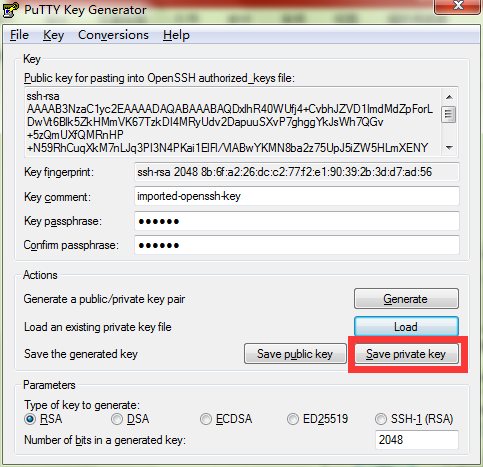 PuTTY Key Generator
File Key Conversions Help
Key
Public key for pasting into OpenSSH authorized_keys file:
ssh-rsa
AAAAB3NzaC1yc2EAAAADAQABAAABAQDxlhR40WUfj4+CvbhJZVD1lmdMdZpForL
DwVt6Blk5ZkHMmVK67TzkDI4MRyUdv2DapuuSXvP7ghggYkJsWh7QGv
+5zQmUXfQMRnHP
+N59RhCuqXkM7nLJq3PI3N4PKai1ElFl/VlABwYKMN8ba2z75UpJ5iZW5HLmXENY
Key fingerprint: ssh-rsa 2048 8b:6f:a2:26:dc:c2:77:f2:e1:90:39:2b:3d:d7:ad:56
Key comment: imported-openssh-key
Key passphrase: ●●●●●●
Confirm passphrase: ●●●●●●
Actions
Generate a public/private key pair Generate
Load an existing private key file Load
Save the generated key Save public key Save private key
Parameters
Type of key to generate:
RSA DSA ECDSA ED25519 SSH-1 (RSA)
Number of bits in a generated key: 2048